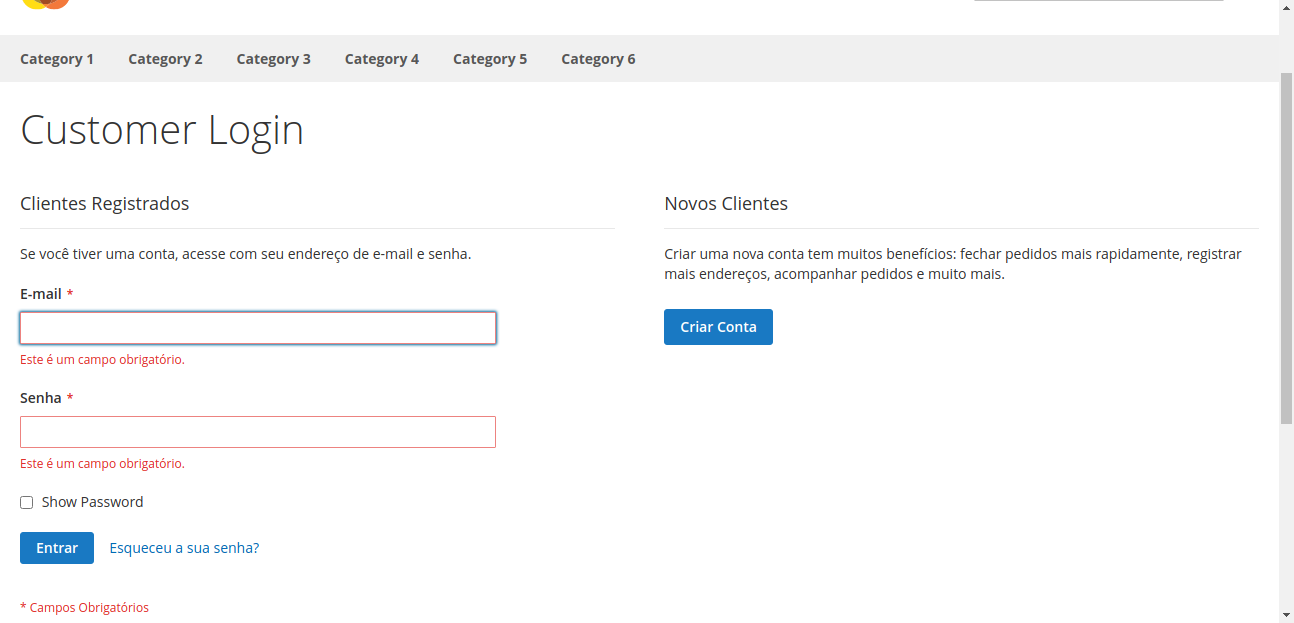 Category 1 Category 2 Category 3 Category 4 Category 5 Category 6
Customer Login
Clientes Registrados
Se você tiver uma conta, acesse com seu endereço de e-mail e senha.
E-mail *
Este é um campo obrigatório.
Senha *
Este é um campo obrigatório.
Show Password
Entrar Esqueceu a sua senha?
* Campos Obrigatórios
Novos Clientes
Criar uma nova conta tem muitos benefícios: fechar pedidos mais rapidamente, registrar
mais endereços, acompanhar pedidos e muito mais.
Criar Conta